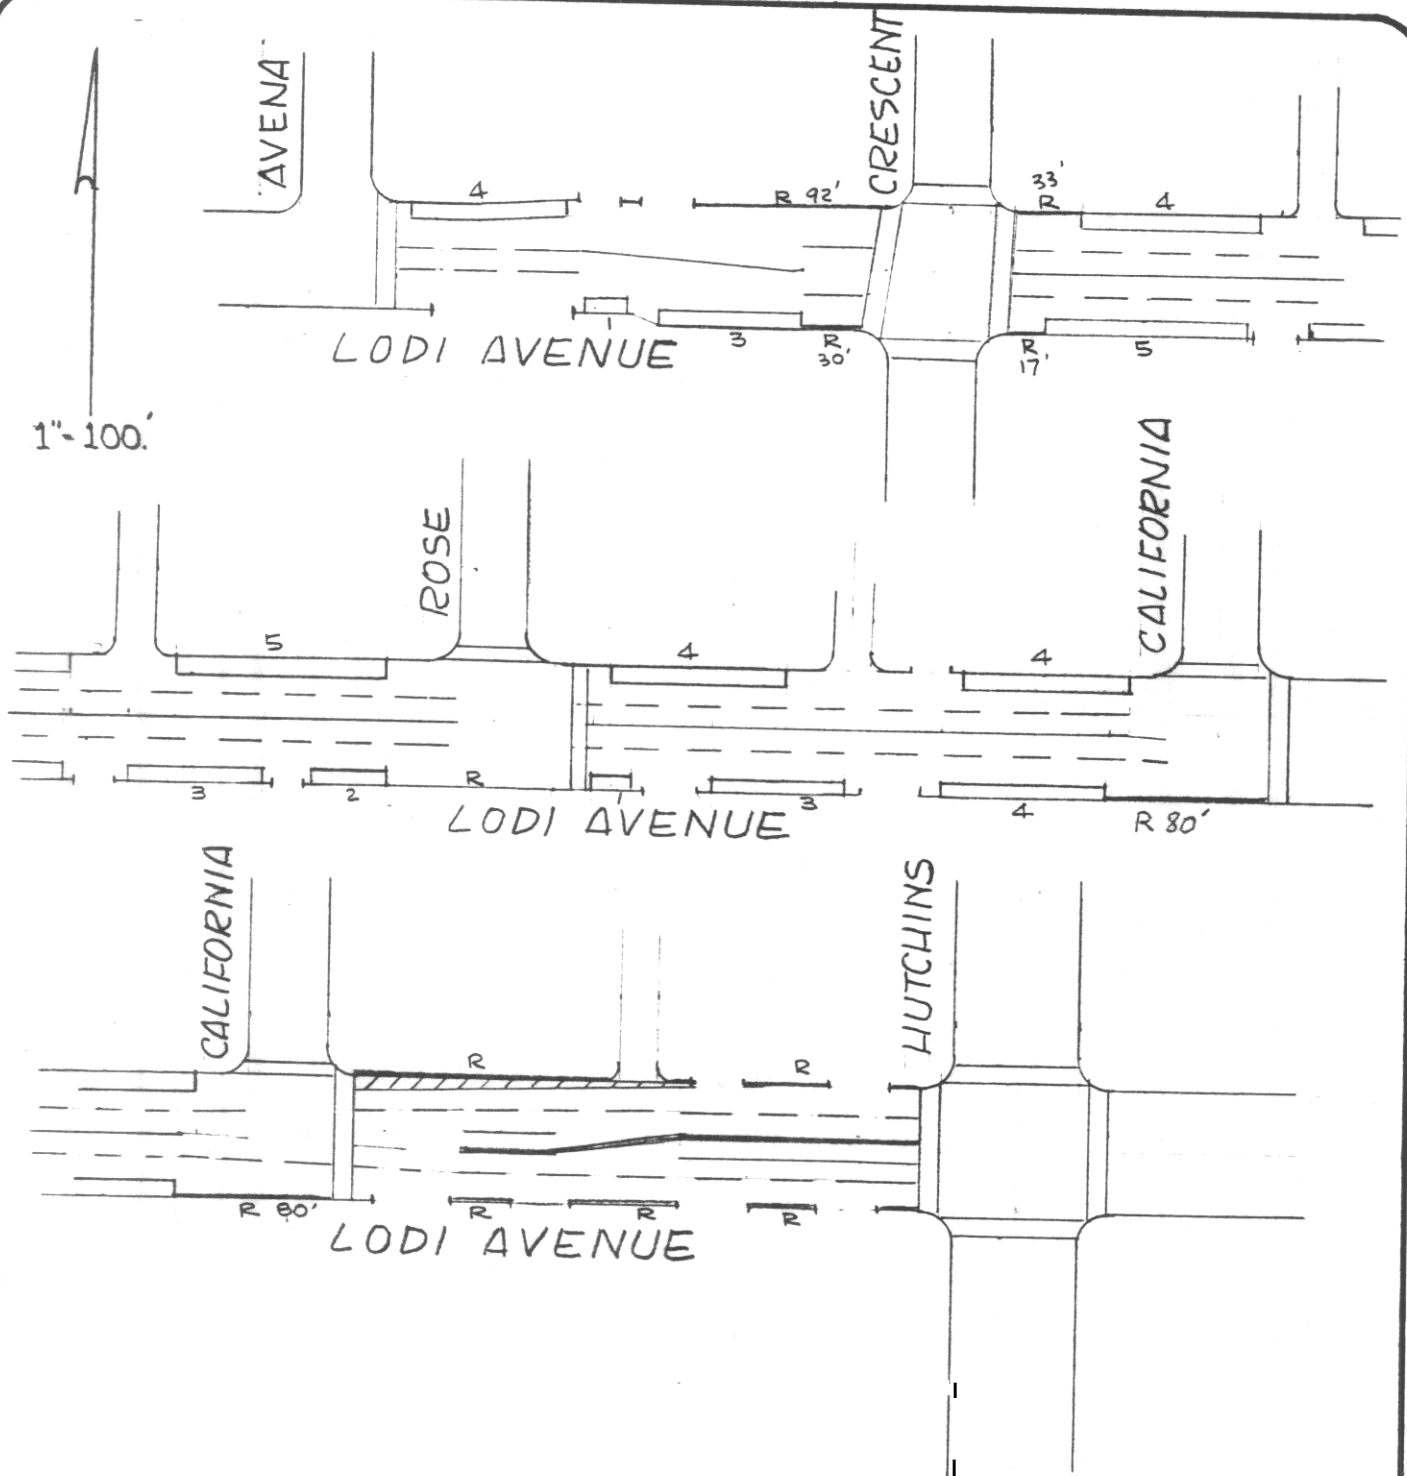 AVENA
CRESCENT
4
R 92'
33'
R
4
1
3
R
30'
R
17'
5
LODI AVENUE
1"- 100.'
ROSE
CALIFORNIA
5
4
4
3
2
R
1
3
4
R 80'
LODI AVENUE
CALIFORNIA
HUTCHINS
R
R
R 80'
R
R
R
LODI AVENUE